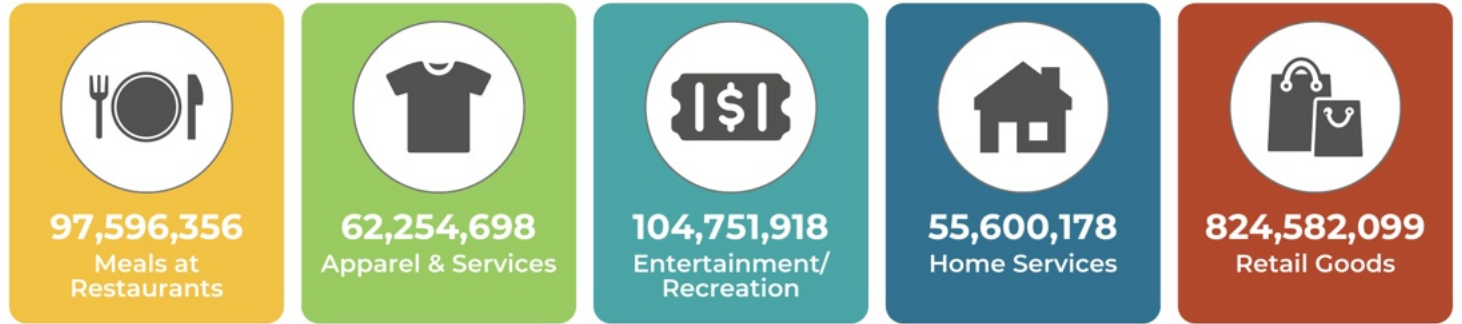 97,596,356
Meals at
Restaurants
62,254,698
Apparel & Services
$
104,751,918
Entertainment/
Recreation
55,600,178
Home Services
824,582,099
Retail Goods